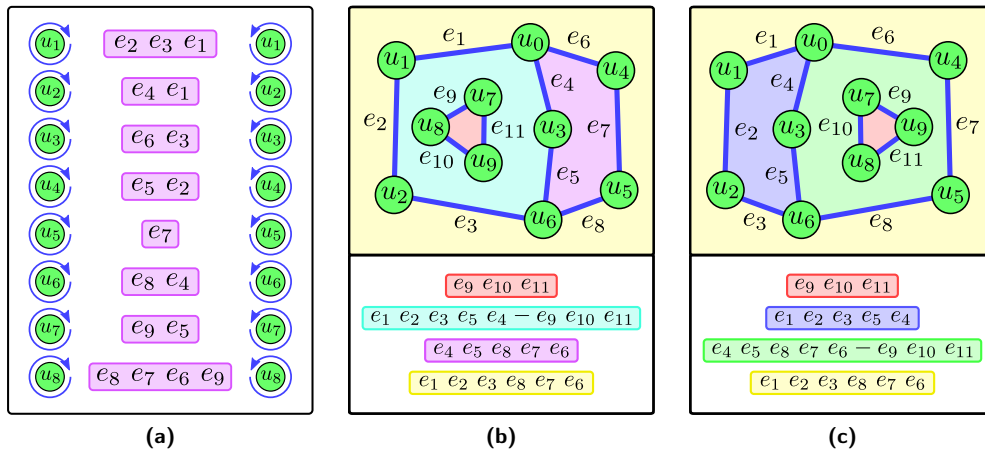 u1 e2 e3 e1 u1
u2 e4 e1 u2
u3 e6 e3 u3
u4 e5 e2 u4
u5 e7 u5
u6 e8 e4 u6
u7 e9 e5 u7
u8 e8 e7 e6 e9 u8
(a)
e1 u0 e6
u1 u4
e4
e9 u7
e2 u8 e11 u3 e7
e10 u9
e5
u2 u5
e3 u6 e8
e9 e10 e11
e1 e2 e3 e5 e4 − e9 e10 e11
e4 e5 e8 e7 e6
e1 e2 e3 e8 e7 e6
(b)
e1 u0 e6
u1 u4
e4
u7 e9
e2 u3 e10 u9 e7
u8 e11
e5
u2 u5
e3 u6 e8
e9 e10 e11
e1 e2 e3 e5 e4
e4 e5 e8 e7 e6 − e9 e10 e11
e1 e2 e3 e8 e7 e6
(c)